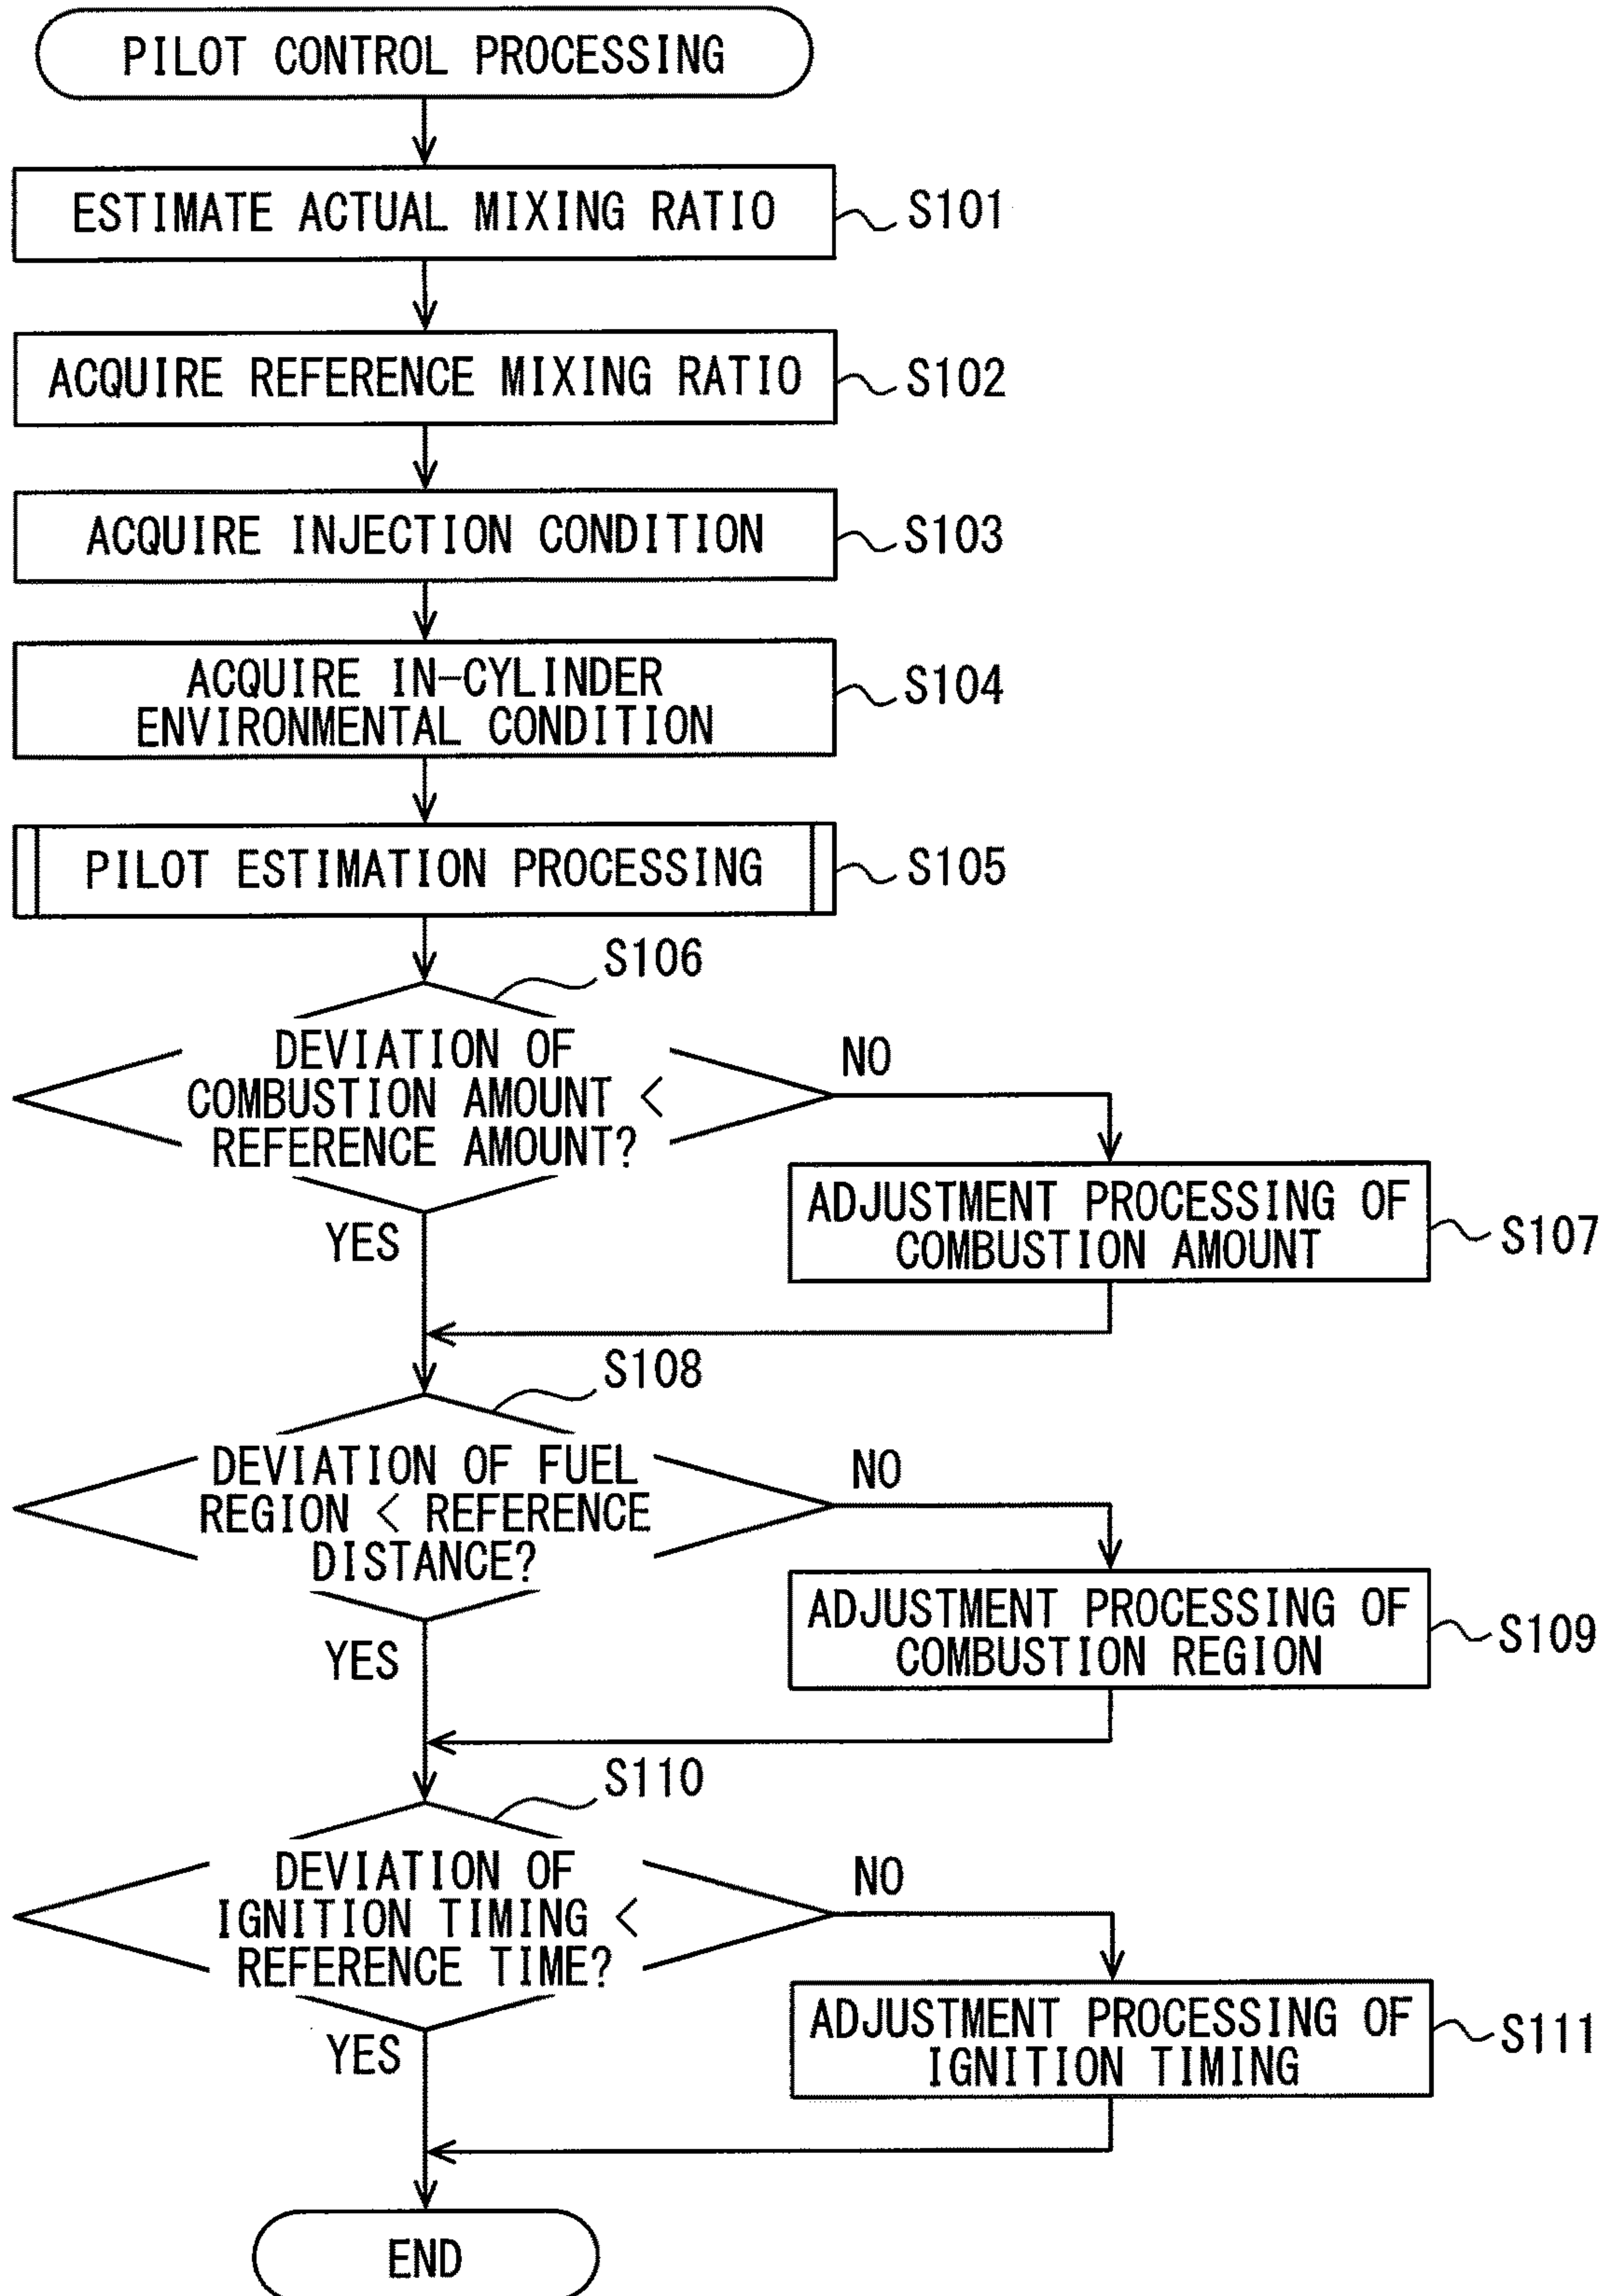 PILOT CONTROL PROCESSING
ESTIMATE ACTUAL MIXING RATIO
S101
ACQUIRE REFERENCE MIXING RATIO
S102
ACQUIRE INJECTION CONDITION
S103
ACQUIRE IN-CYLINDER
ENVIRONMENTAL CONDITION
S104
PILOT ESTIMATION PROCESSING
S105
S106
DEVIATION OF
COMBUSTION AMOUNT <
REFERENCE AMOUNT?
NO
YES
ADJUSTMENT PROCESSING OF
COMBUSTION AMOUNT
S107
S108
DEVIATION OF FUEL
REGION < REFERENCE
DISTANCE?
NO
YES
ADJUSTMENT PROCESSING OF
COMBUSTION REGION
S109
S110
DEVIATION OF
IGNITION TIMING <
REFERENCE TIME?
NO
YES
ADJUSTMENT PROCESSING OF
IGNITION TIMING
S111
END